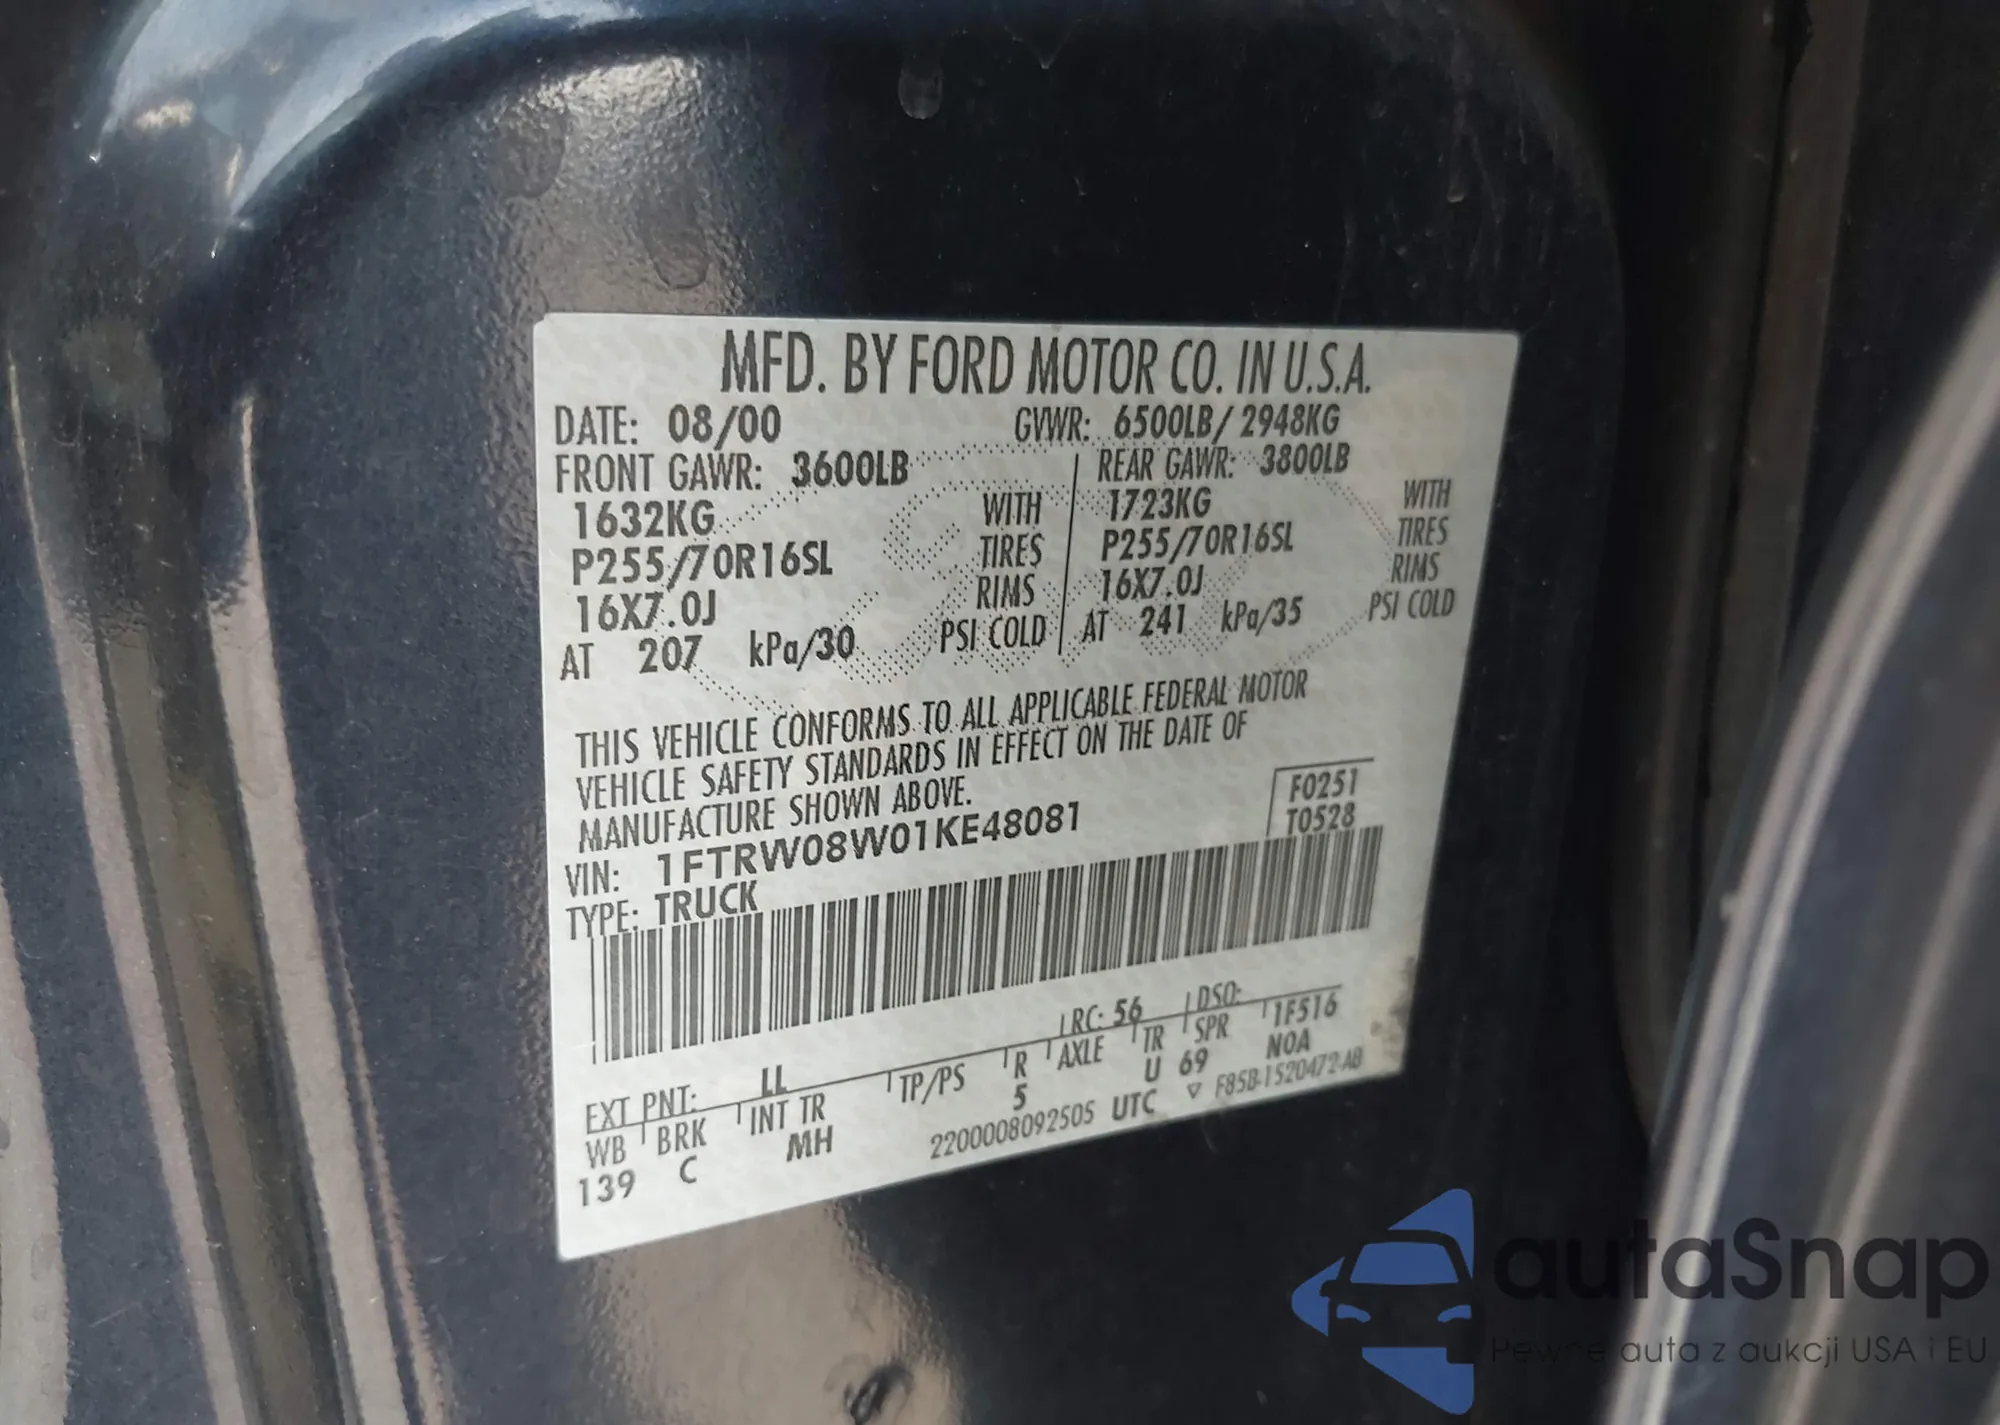 MFD. BY FORD MOTOR CO. IN U.S.A.
DATE: 08/00 GVWR: 6500LB/ 2948KG
FRONT GAWR: 3600LB REAR GAWR: 3800LB
1632KG WITH 1723KG WITH
P255/70R16SL TIRES P255/70R16SL TIRES
16X7.0J RIMS 16X7.0J RIMS
AT 207 kPa/30 PSI COLD AT 241 kPa/35 PSI COLD
THIS VEHICLE CONFORMS TO ALL APPLICABLE FEDERAL MOTOR
VEHICLE SAFETY STANDARDS IN EFFECT ON THE DATE OF
MANUFACTURE SHOWN ABOVE.
F0251
VIN: 1FTRW08W01KE48081 T0528
TYPE: TRUCK
EXT PNT: LL RC: 56 DSO:
WB BRK INT TR TP/PS R AXLE TR SPR 1F516
139 C MH 5 U 69 NOA
2200008092505 UTC ▽ F85B-1520472-AB
autaSnap
Pewne auta z aukcji USA i EU